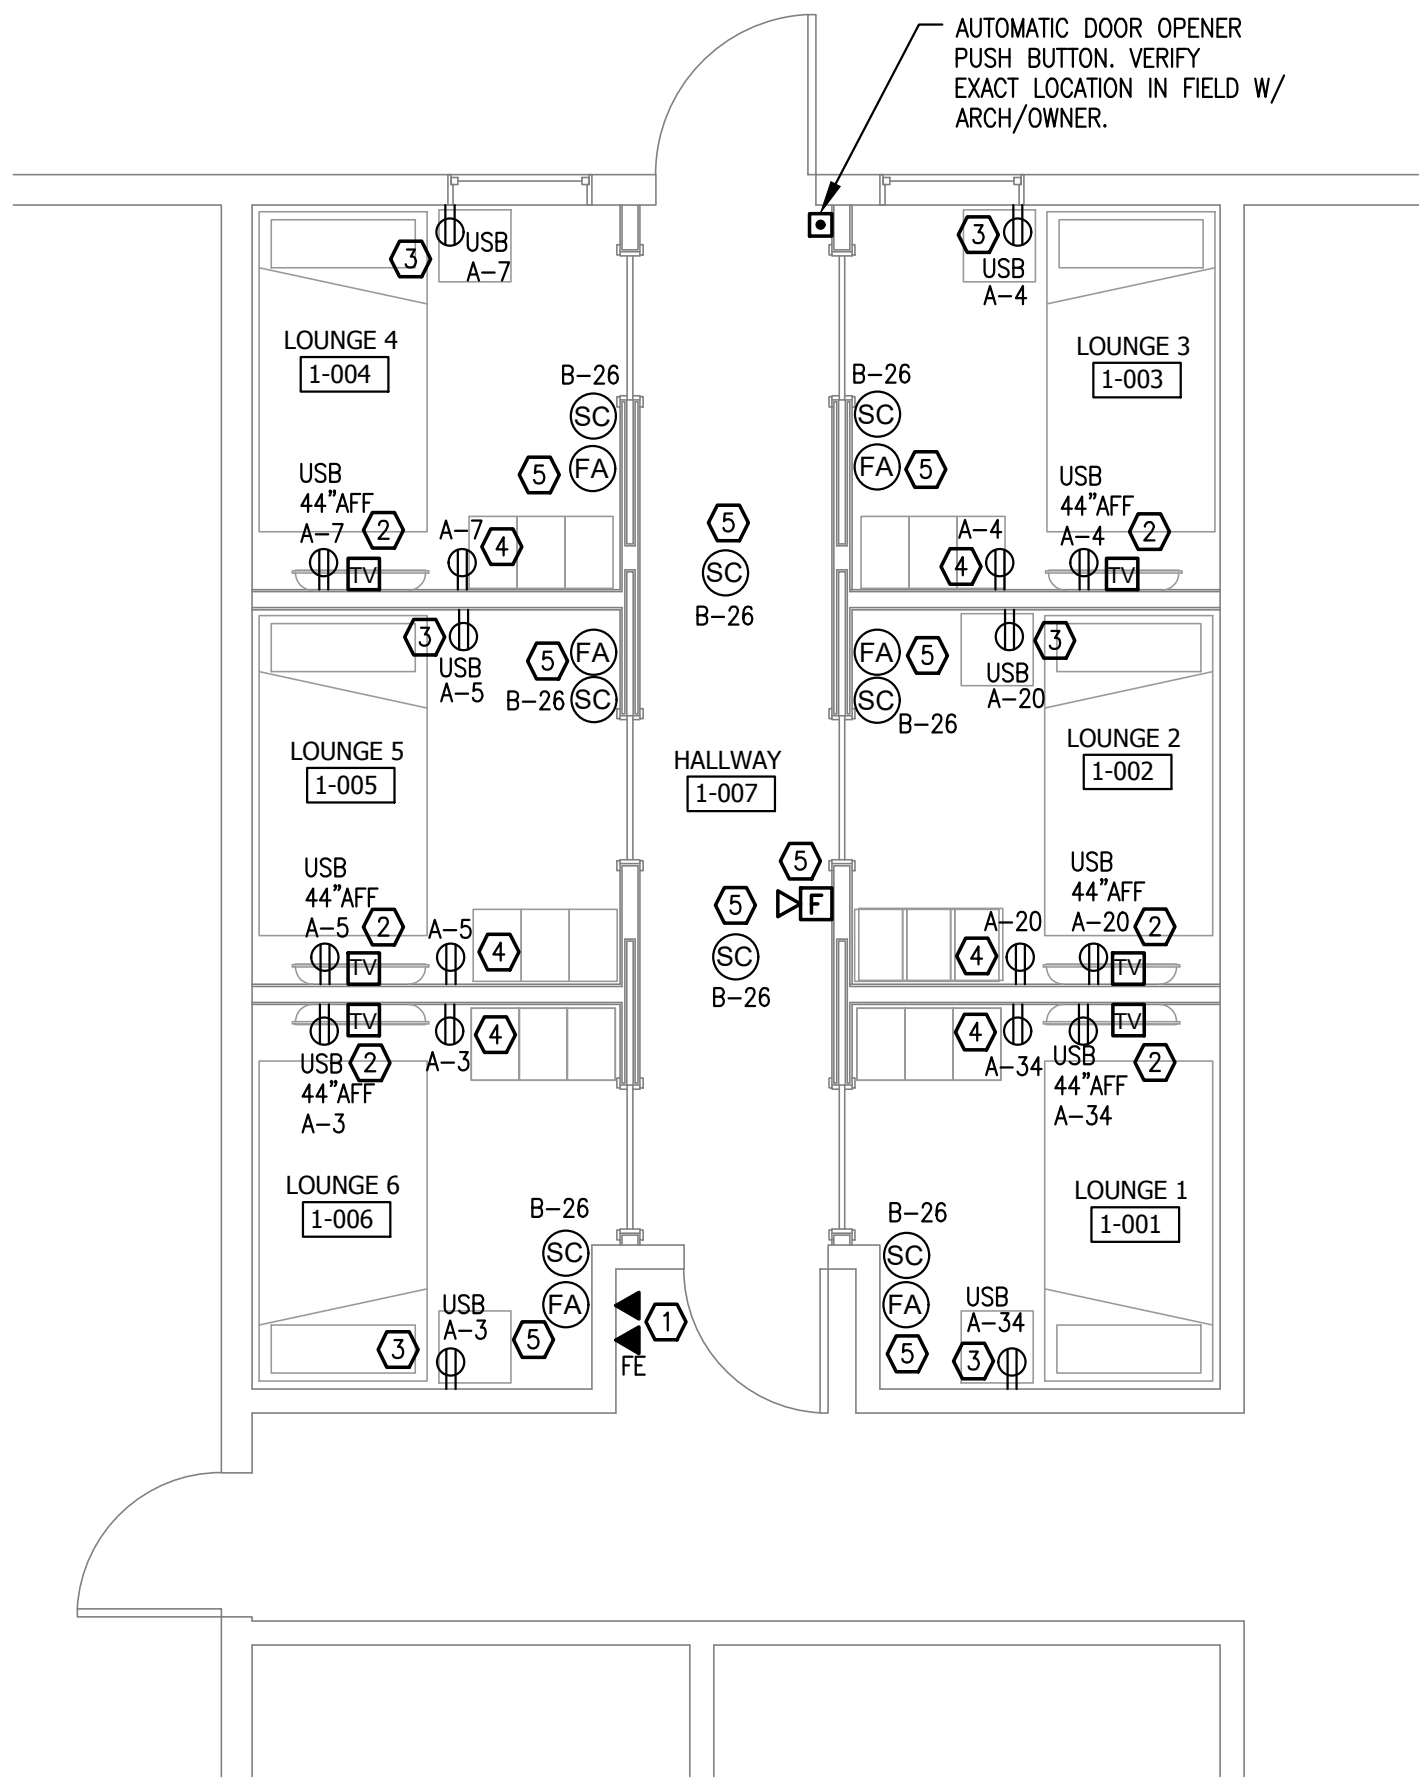 AUTOMATIC DOOR OPENER
PUSH BUTTON. VERIFY
EXACT LOCATION IN FIELD W/
ARCH/OWNER.
3
USB
A-7
LOUNGE 4
1-004
B-26
SC
FA
5
USB
44"AFF
A-7
2
TV
A-7
4
3
USB
A-4
LOUNGE 3
1-003
B-26
SC
FA
5
USB
44"AFF
A-4
2
TV
A-4
4
5
SC
B-26
3
USB
A-5
5
FA
B-26
SC
LOUNGE 5
1-005
USB
44"AFF
A-5
2
TV
A-5
4
HALLWAY
1-007
5
F
5
SC
B-26
FA
5
SC
B-26
USB
A-20
3
LOUNGE 2
1-002
USB
44"AFF
A-20
2
TV
A-20
4
TV
2
USB
44"AFF
A-3
A-3
4
LOUNGE 6
1-006
B-26
SC
FA
5
USB
A-3
3
1
FE
4
A-34
TV
2
USB
44"AFF
A-34
LOUNGE 1
1-001
B-26
SC
FA
5
USB
A-34
3